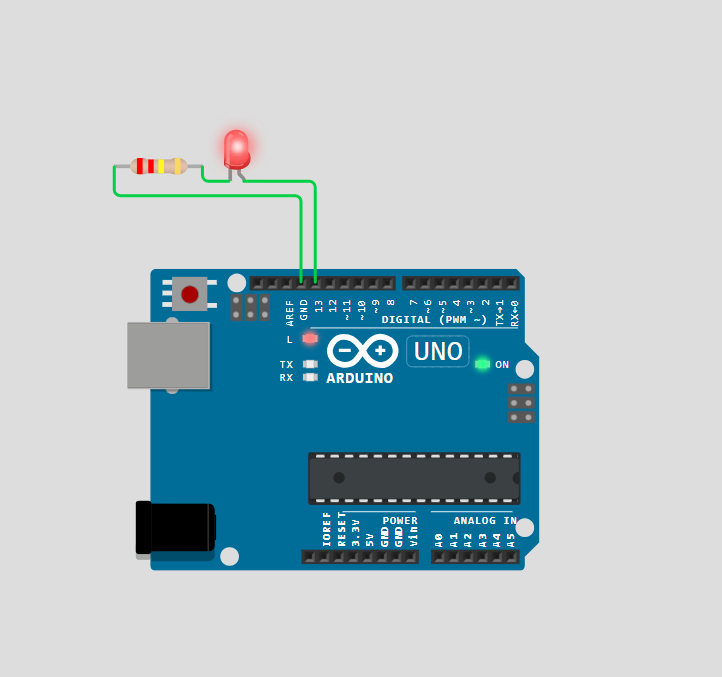 AREF
GND
13
12
~11
~10
~9
8
7
~6
~5
4
~3
2
TX→1
RX←0
DIGITAL (PWM ~)
L
TX
RX
ARDUINO
UNO
ON
IOREF
RESET
3.3V
5V
GND
GND
Vin
POWER
ANALOG IN
A0
A1
A2
A3
A4
A5